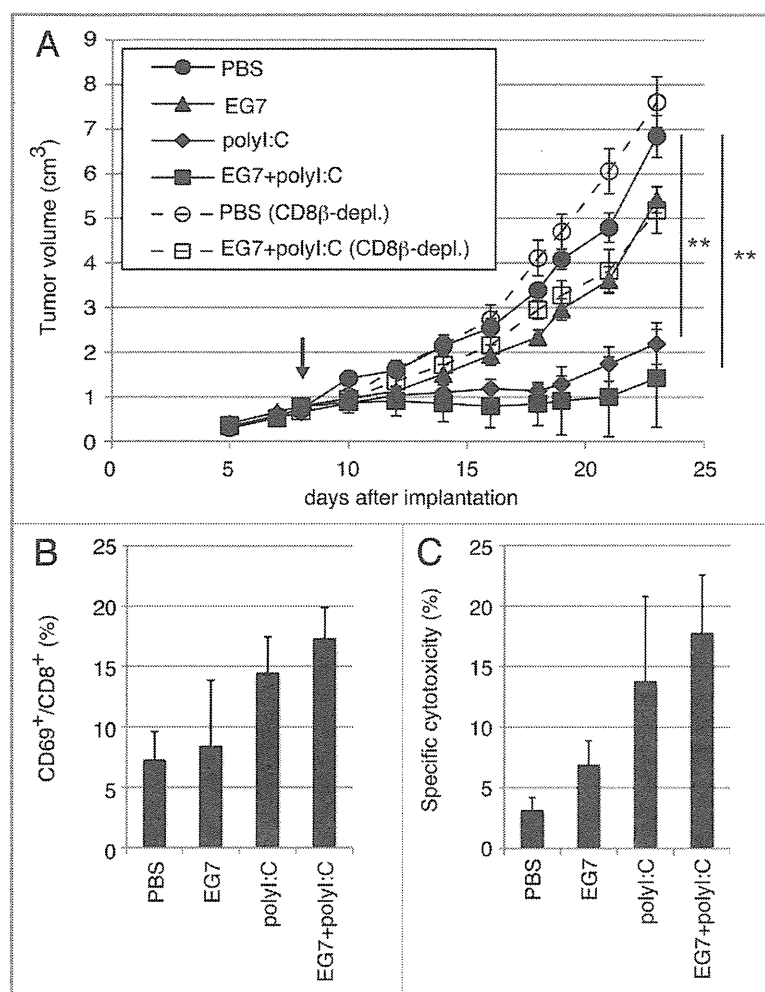 A
9
8
7
6
5
4
3
2
1
0
Tumor volume (cm³)
PBS
EG7
polyI:C
EG7+polyI:C
PBS (CD8β-depl.)
EG7+polyI:C (CD8β-depl.)
**
**
0
5
10
15
20
25
days after implantation
B
25
20
15
10
5
0
CD69⁺/CD8⁺ (%)
PBS
EG7
polyI:C
EG7+polyI:C
C
25
20
15
10
5
0
Specific cytotoxicity (%)
PBS
EG7
polyI:C
EG7+polyI:C